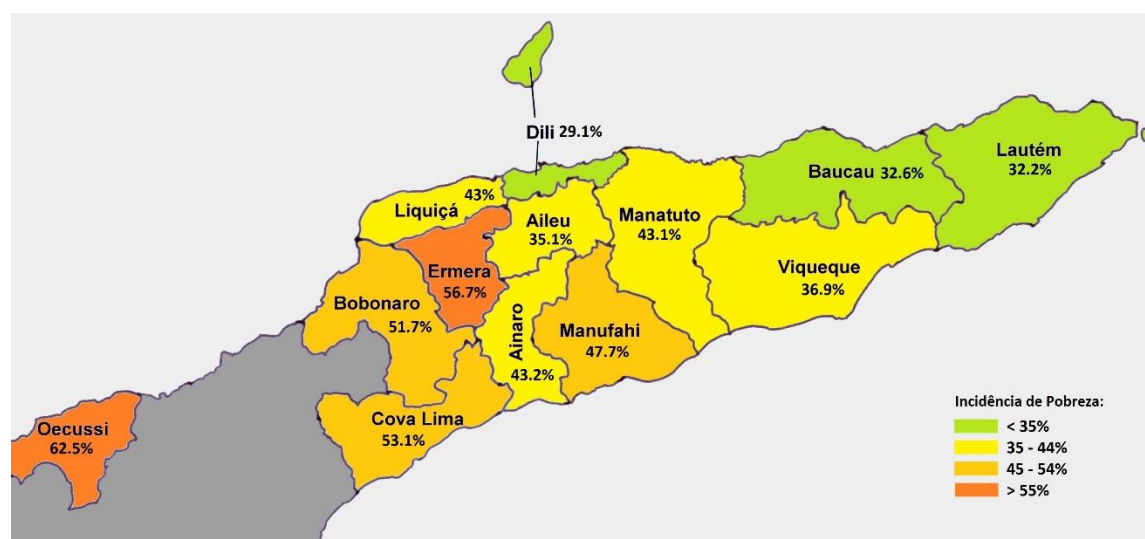 Dili 29.1%
Lautém
32.2%
Baucau 32.6%
43%
Liquiçá
Aileu
35.1%
Manatuto
43.1%
Viqueque
36.9%
Ermera
56.7%
Bobonaro
51.7%
Ainaro
43.2%
Manufahi
47.7%
Cova Lima
53.1%
Oecussi
62.5%
Incidência de Pobreza:
< 35%
35 - 44%
45 - 54%
> 55%